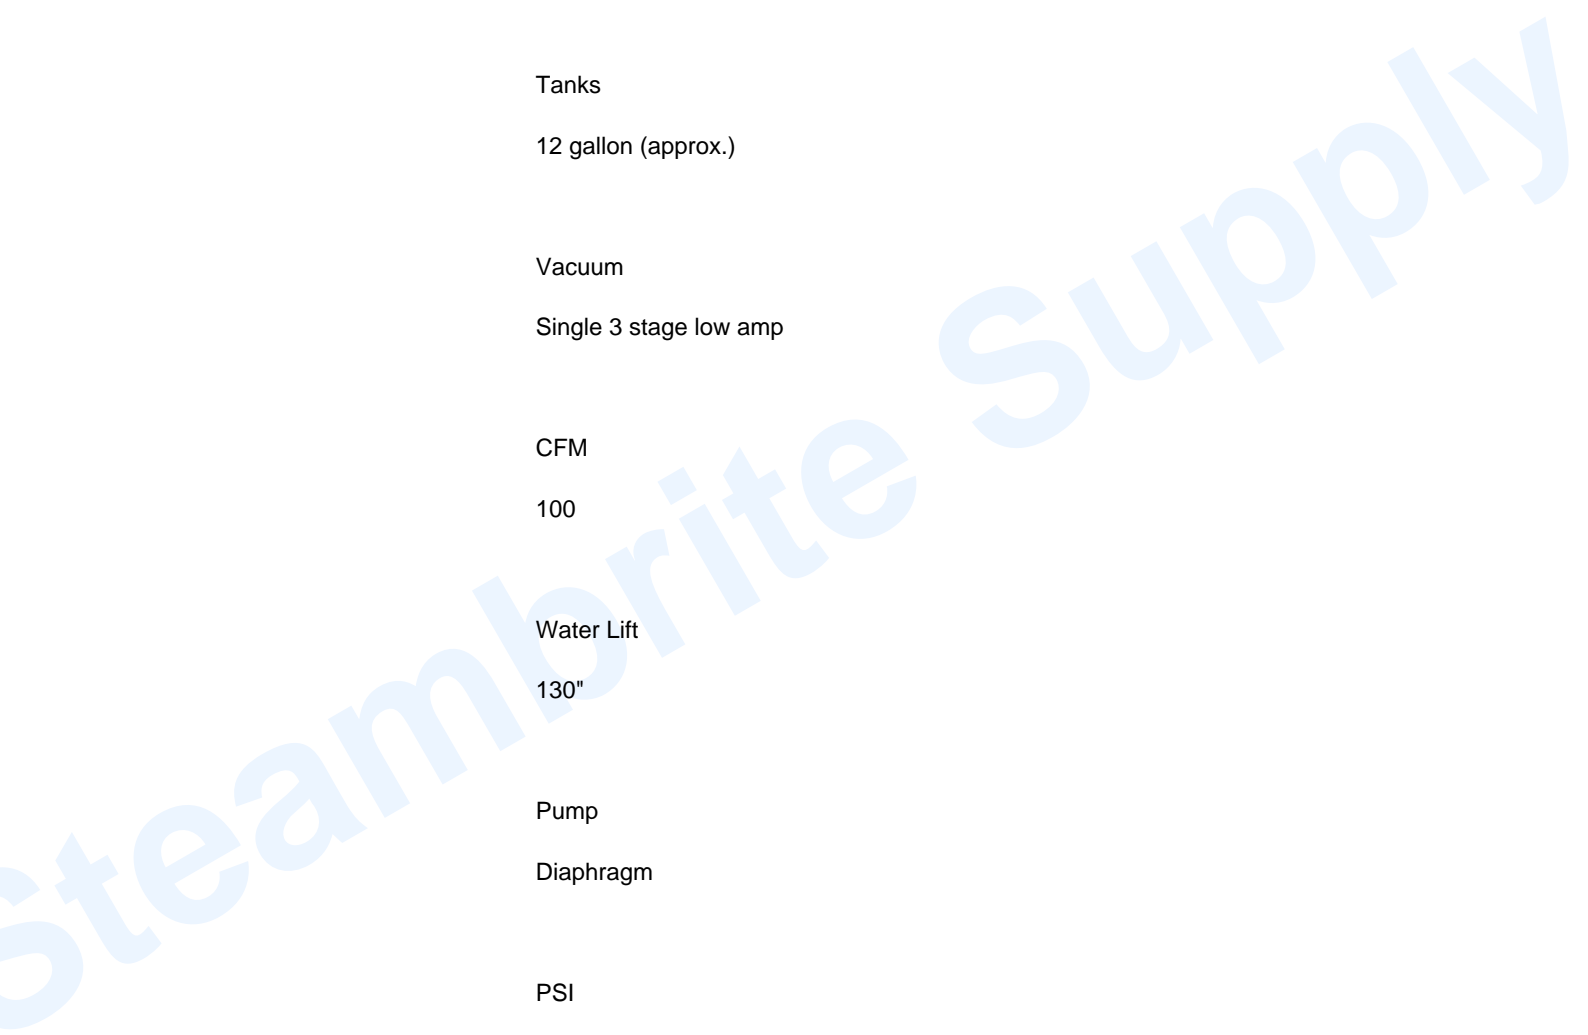 Tanks
12 gallon (approx.)
Vacuum
Single 3 stage low amp
CFM
100
Water Lift
130"
Pump
Diaphragm
PSI
Steambrite Supply